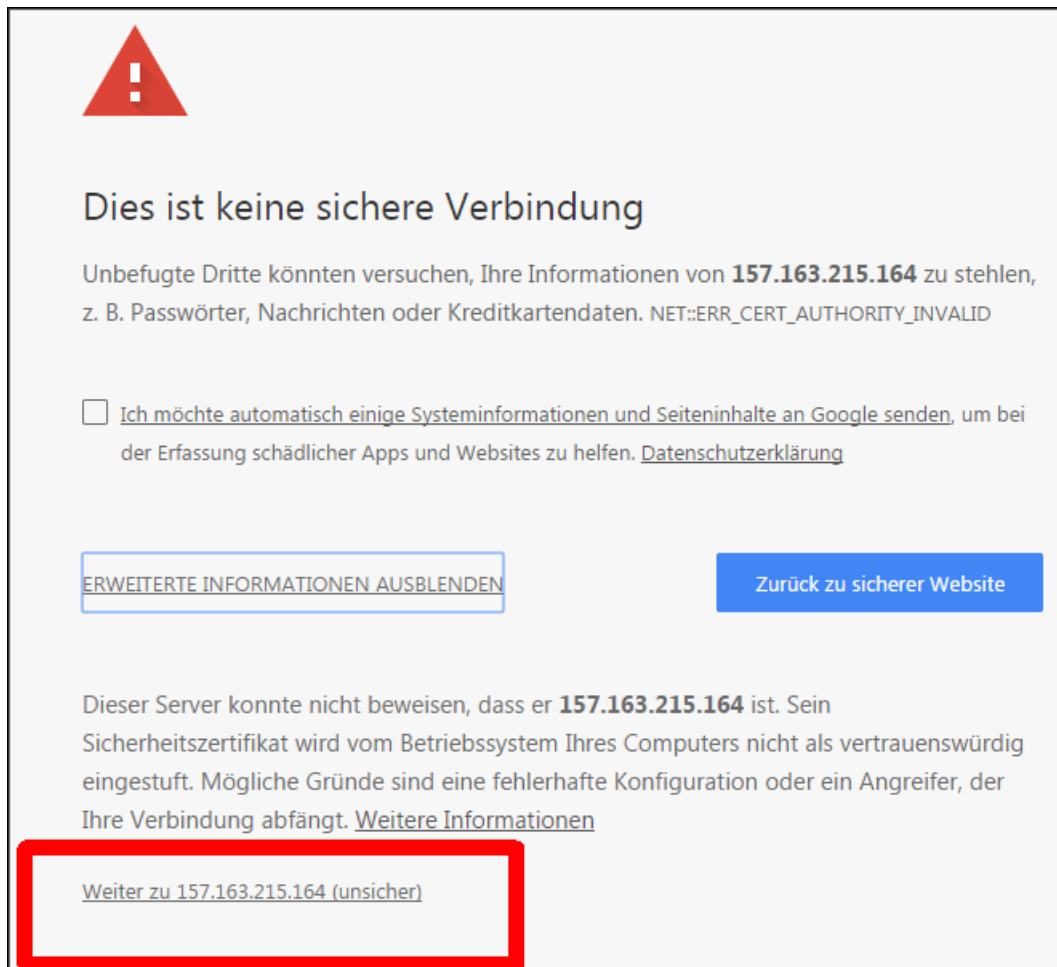 Dies ist keine sichere Verbindung
Unbefugte Dritte könnten versuchen, Ihre Informationen von 157.163.215.164 zu stehlen,
z. B. Passwörter, Nachrichten oder Kreditkartendaten. NET::ERR_CERT_AUTHORITY_INVALID
Ich möchte automatisch einige Systeminformationen und Seiteninhalte an Google senden, um bei
der Erfassung schädlicher Apps und Websites zu helfen. Datenschutzerklärung
ERWEITERTE INFORMATIONEN AUSBLENDEN
Zurück zu sicherer Website
Dieser Server konnte nicht beweisen, dass er 157.163.215.164 ist. Sein
Sicherheitszertifikat wird vom Betriebssystem Ihres Computers nicht als vertrauenswürdig
eingestuft. Mögliche Gründe sind eine fehlerhafte Konfiguration oder ein Angreifer, der
Ihre Verbindung abfängt. Weitere Informationen
Weiter zu 157.163.215.164 (unsicher)